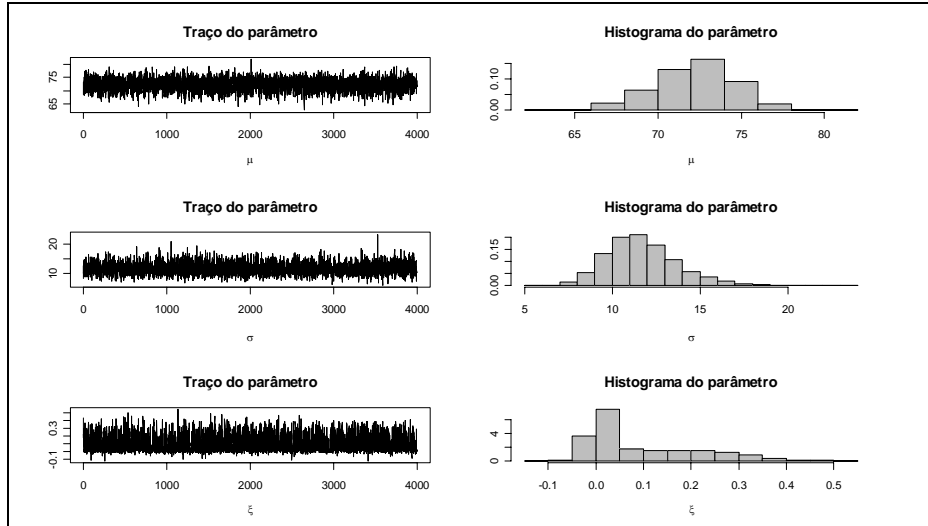 Traço do parâmetro
75
65
0 1000 2000 3000 4000
μ
Histograma do parâmetro
0.10
0.00
65 70 75 80
μ
Traço do parâmetro
20
10
0 1000 2000 3000 4000
σ
Histograma do parâmetro
0.15
0.00
5 10 15 20
σ
Traço do parâmetro
0.3
-0.1
0 1000 2000 3000 4000
ξ
Histograma do parâmetro
4
0
-0.1 0.0 0.1 0.2 0.3 0.4 0.5
ξ